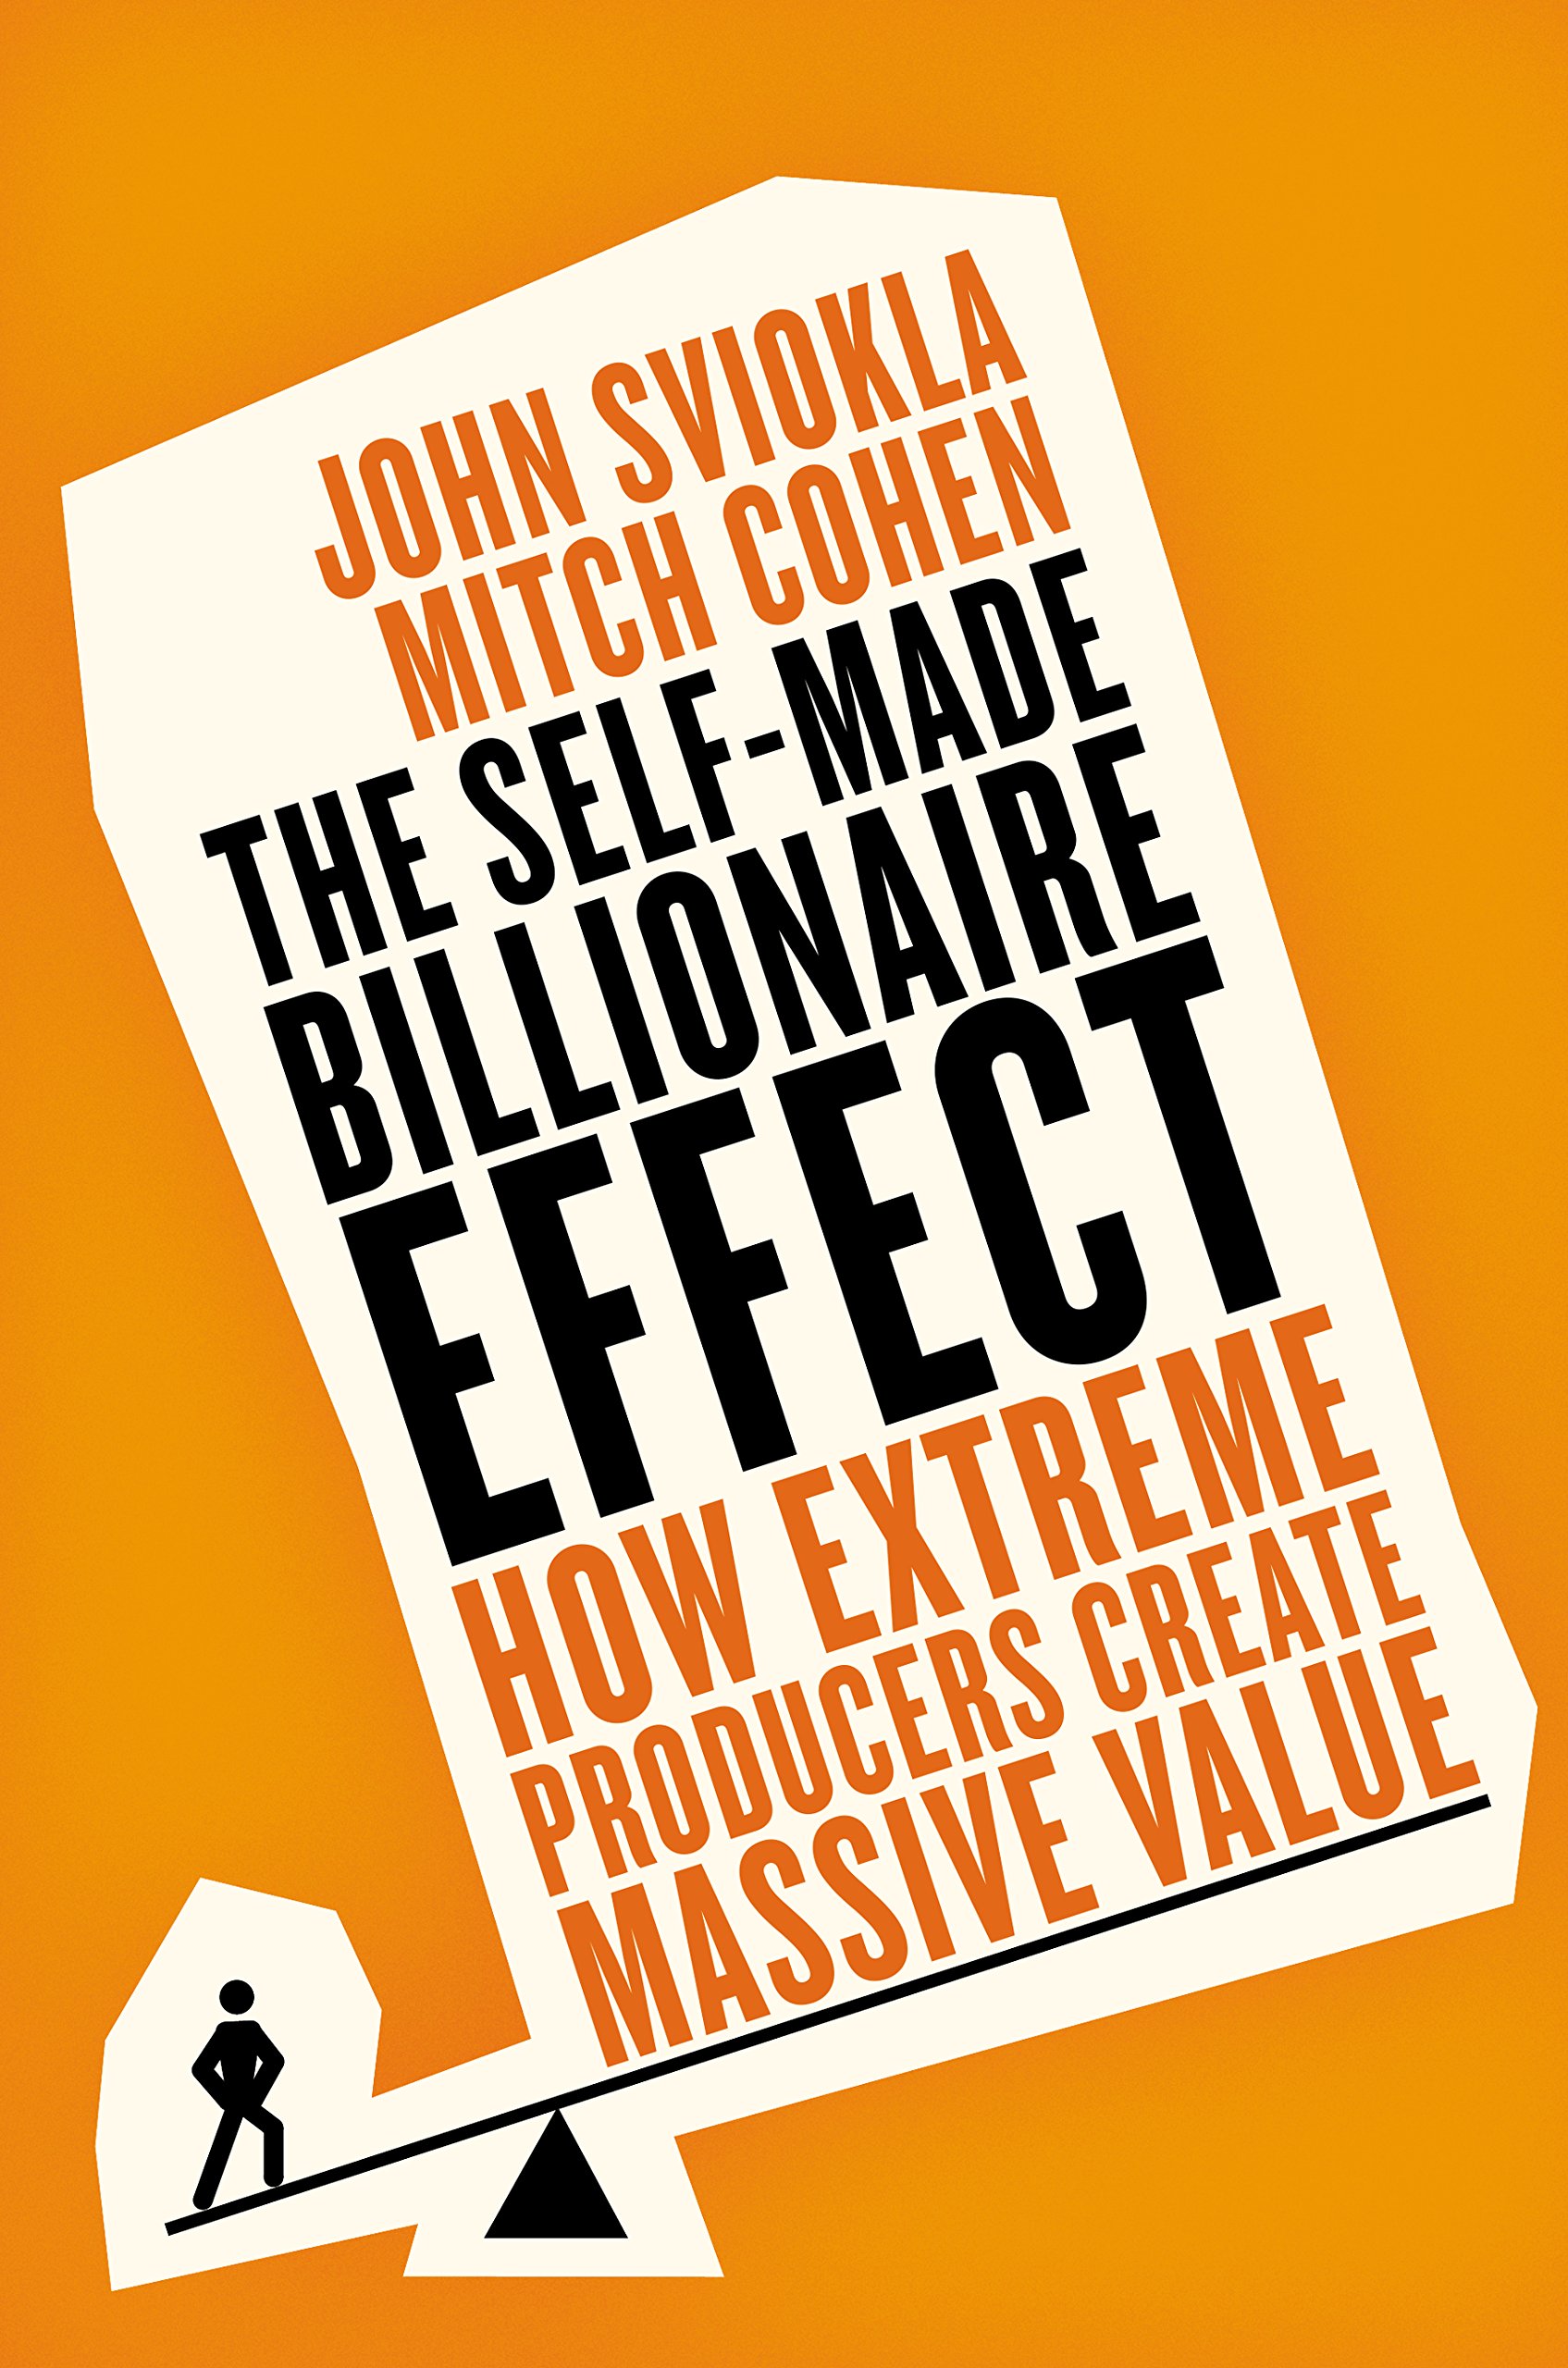 JOHN SVIOKLA
MITCH COHEN
THE SELF-MADE
BILLIONAIRE
EFFECT
HOW EXTREME
PRODUCERS CREATE
MASSIVE VALUE